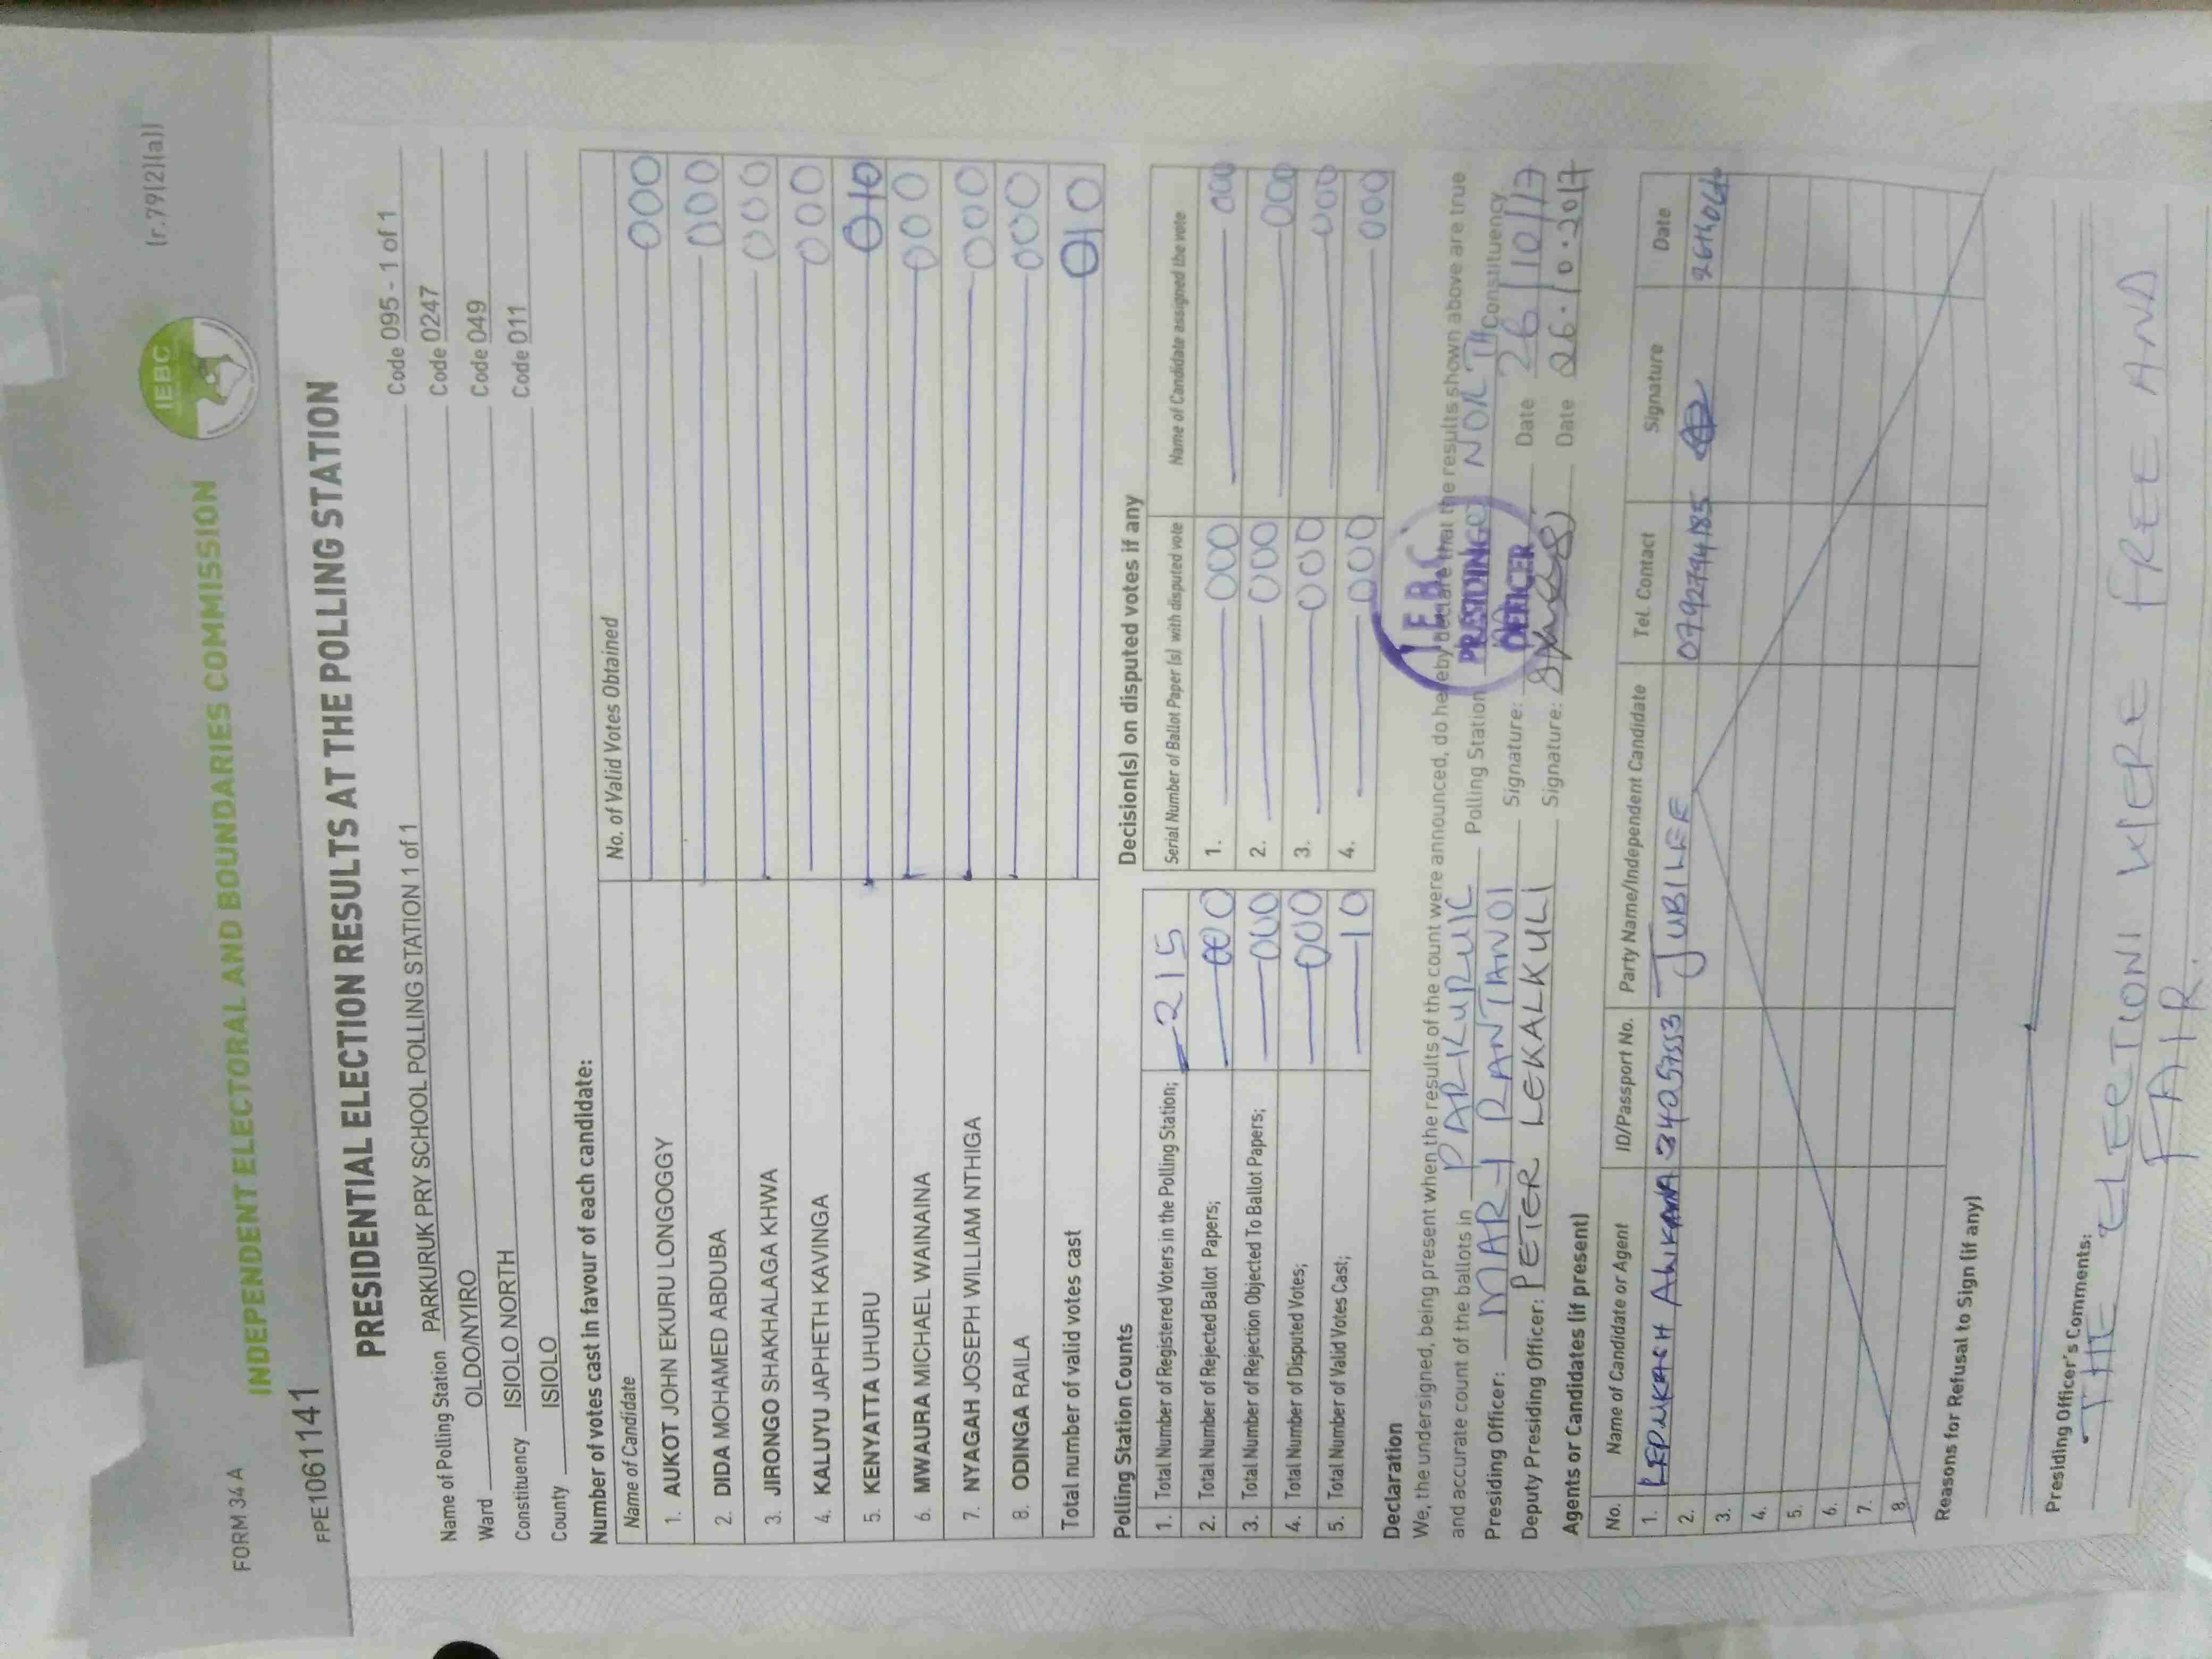 FORM 34 A
(r.79(2)(a))
IEBC
INDEPENDENT ELECTORAL AND BOUNDARIES COMMISSION
FPE1061141
PRESIDENTIAL ELECTION RESULTS AT THE POLLING STATION
Name of Polling Station PARKURUK PRY SCHOOL POLLING STATION 1 of 1 Code 095 - 1 of 1
Ward OLDO/NYIRO Code 0247
Constituency ISIOLO NORTH Code 049
County ISIOLO Code 011
Number of votes cast in favour of each candidate:
Name of Candidate No. of Valid Votes Obtained
1. AUKOT JOHN EKURU LONGOGGY 000
2. DIDA MOHAMED ABDUBA 000
3. JIRONGO SHAKHALAGA KHWA 000
4. KALUYU JAPHETH KAVINGA 000
5. KENYATTA UHURU 010
6. MWAURA MICHAEL WAINAINA 000
7. NYAGAH JOSEPH WILLIAM NTHIGA 000
8. ODINGA RAILA 000
Total number of valid votes cast 010
Polling Station Counts
1. Total Number of Registered Voters in the Polling Station; 215
2. Total Number of Rejected Ballot Papers; 000
3. Total Number of Rejection Objected To Ballot Papers; 000
4. Total Number of Disputed Votes; 000
5. Total Number of Valid Votes Cast; 10
Decision(s) on disputed votes if any
Serial Number of Ballot Paper (s) with disputed vote Name of Candidate assigned the vote
1. 000 000
2. 000 000
3. 000 000
4. 000 000
Declaration
We, the undersigned, being present when the results of the count were announced, do hereby declare that the results shown above are true
and accurate count of the ballots in PARKURUK Polling Station NORTH Constituency
Presiding Officer: MARY RANTANOI Signature: Date 26/10/17
Deputy Presiding Officer: PETER LEKALKULI Signature: Date 26.10.2017
IEBC
PRESIDING
OFFICER
Agents or Candidates (if present)
No. Name of Candidate or Agent ID/Passport No. Party Name/Independent Candidate Tel. Contact Signature Date
1. JUBILEE 0792794185
2.
3.
4.
5.
6.
7.
8.
Reasons for Refusal to Sign (if any)
Presiding Officer's Comments:
THE ELECTION WERE FREE AND
FAIR.